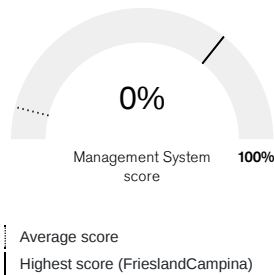 0%
Management System 100%
score
Average score
Highest score (FrieslandCampina)